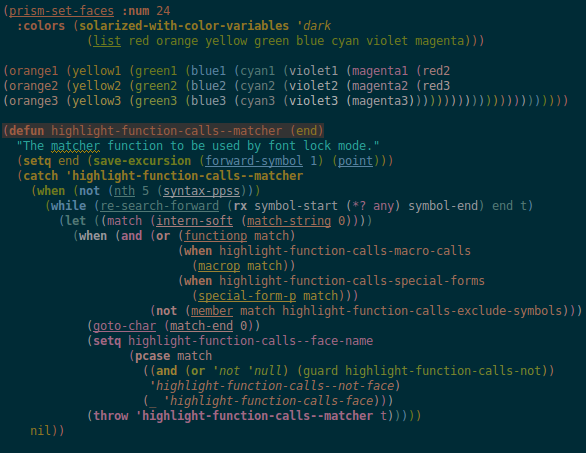 (prism-set-faces :num 24
  :colors (solarized-with-color-variables 'dark
            (list red orange yellow green blue cyan violet magenta)))
(orange1 (yellow1 (green1 (blue1 (cyan1 (violet1 (magenta1 (red2
(orange2 (yellow2 (green2 (blue2 (cyan2 (violet2 (magenta2 (red3
(orange3 (yellow3 (green3 (blue3 (cyan3 (violet3 (magenta3)))))))))))))))))))))))
(defun highlight-function-calls--matcher (end)
  "The matcher function to be used by font lock mode."
  (setq end (save-excursion (forward-symbol 1) (point)))
  (catch 'highlight-function-calls--matcher
    (when (not (nth 5 (syntax-ppss)))
      (while (re-search-forward (rx symbol-start (*? any) symbol-end) end t)
        (let ((match (intern-soft (match-string 0))))
          (when (and (or (functionp match)
                         (when highlight-function-calls-macro-calls
                           (macrop match))
                         (when highlight-function-calls-special-forms
                           (special-form-p match)))
                     (not (member match highlight-function-calls-exclude-symbols)))
            (goto-char (match-end 0))
            (setq highlight-function-calls--face-name
                  (pcase match
                    ((and (or 'not 'null) (guard highlight-function-calls-not))
                     'highlight-function-calls--not-face)
                    (_ 'highlight-function-calls-face)))
            (throw 'highlight-function-calls--matcher t)))))
    nil))